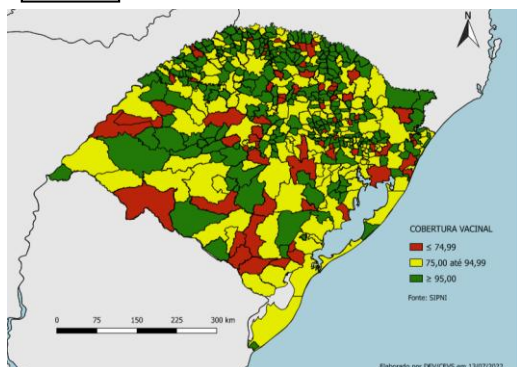 N
COBERTURA VACINAL
≤ 74,99
75,00 até 94,99
≥ 95,00
Fonte: SIPNI
0 75 150 225 300 km
Elaborado por DEV/CEVS em 13/07/2022